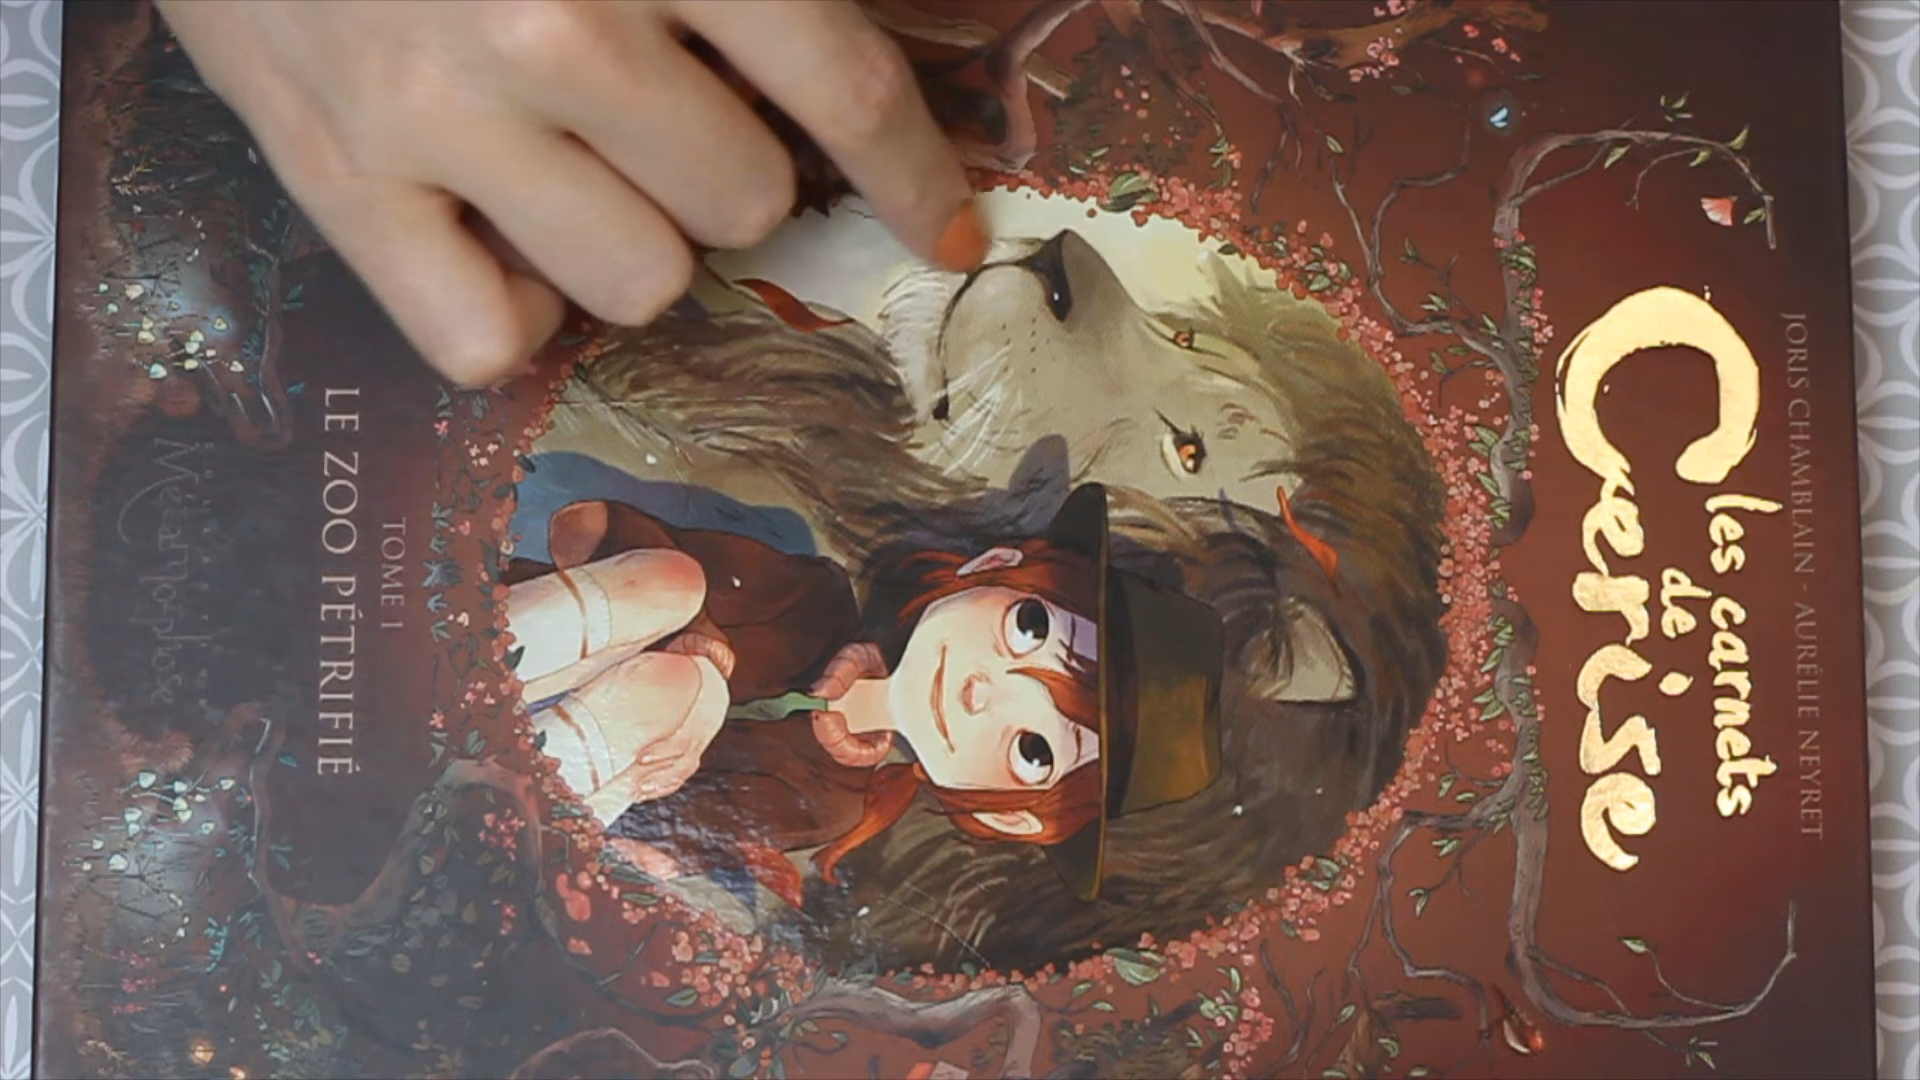 JORIS CHAMBLAIN - AURÉLIE NEYRET
les carnets
de
Cerise
TOME 1
LE ZOO PÉTRIFIÉ
Métamorphose